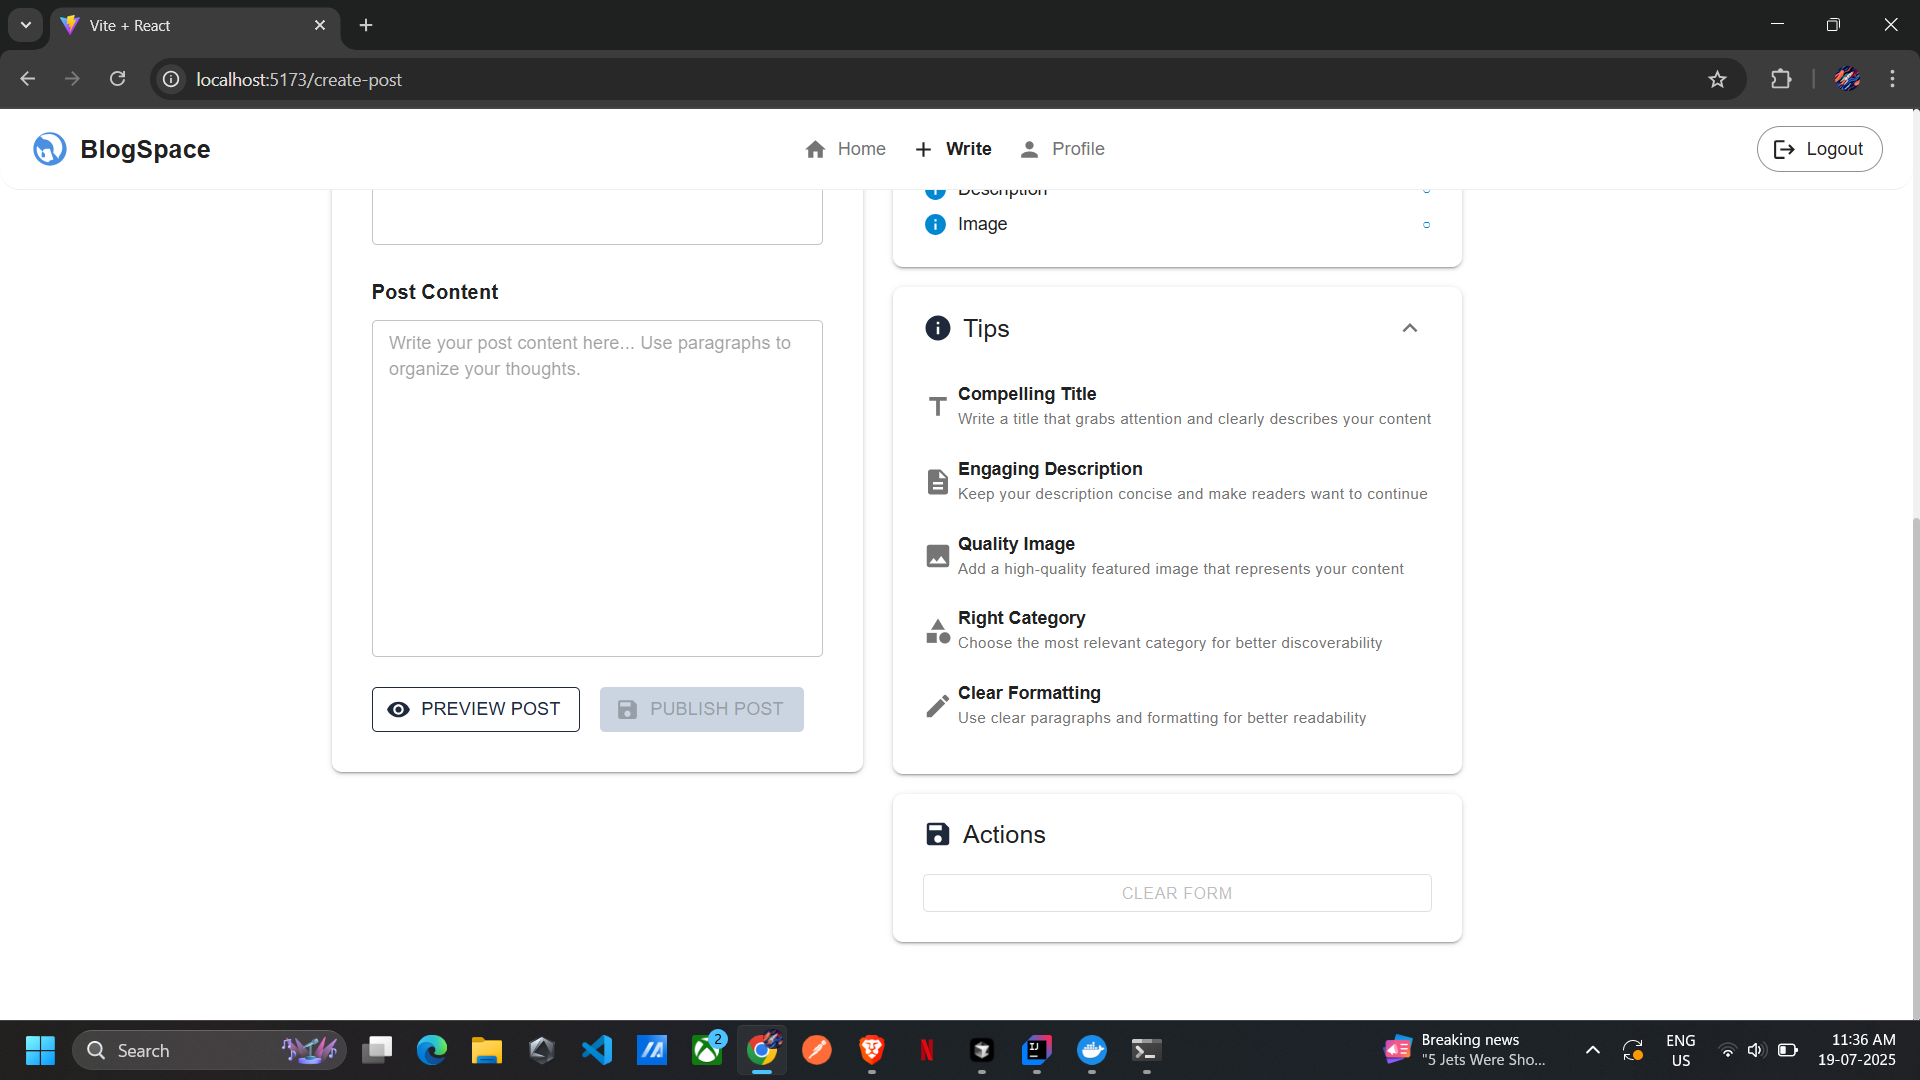 Vite + React
localhost:5173/create-post
BlogSpace
Home
Write
Profile
Logout
Description
Image
Post Content
Write your post content here... Use paragraphs to
organize your thoughts.
PREVIEW POST
PUBLISH POST
Tips
Compelling Title
Write a title that grabs attention and clearly describes your content
Engaging Description
Keep your description concise and make readers want to continue
Quality Image
Add a high-quality featured image that represents your content
Right Category
Choose the most relevant category for better discoverability
Clear Formatting
Use clear paragraphs and formatting for better readability
Actions
CLEAR FORM
Search
2
Breaking news
"5 Jets Were Sho...
ENG
US
11:36 AM
19-07-2025